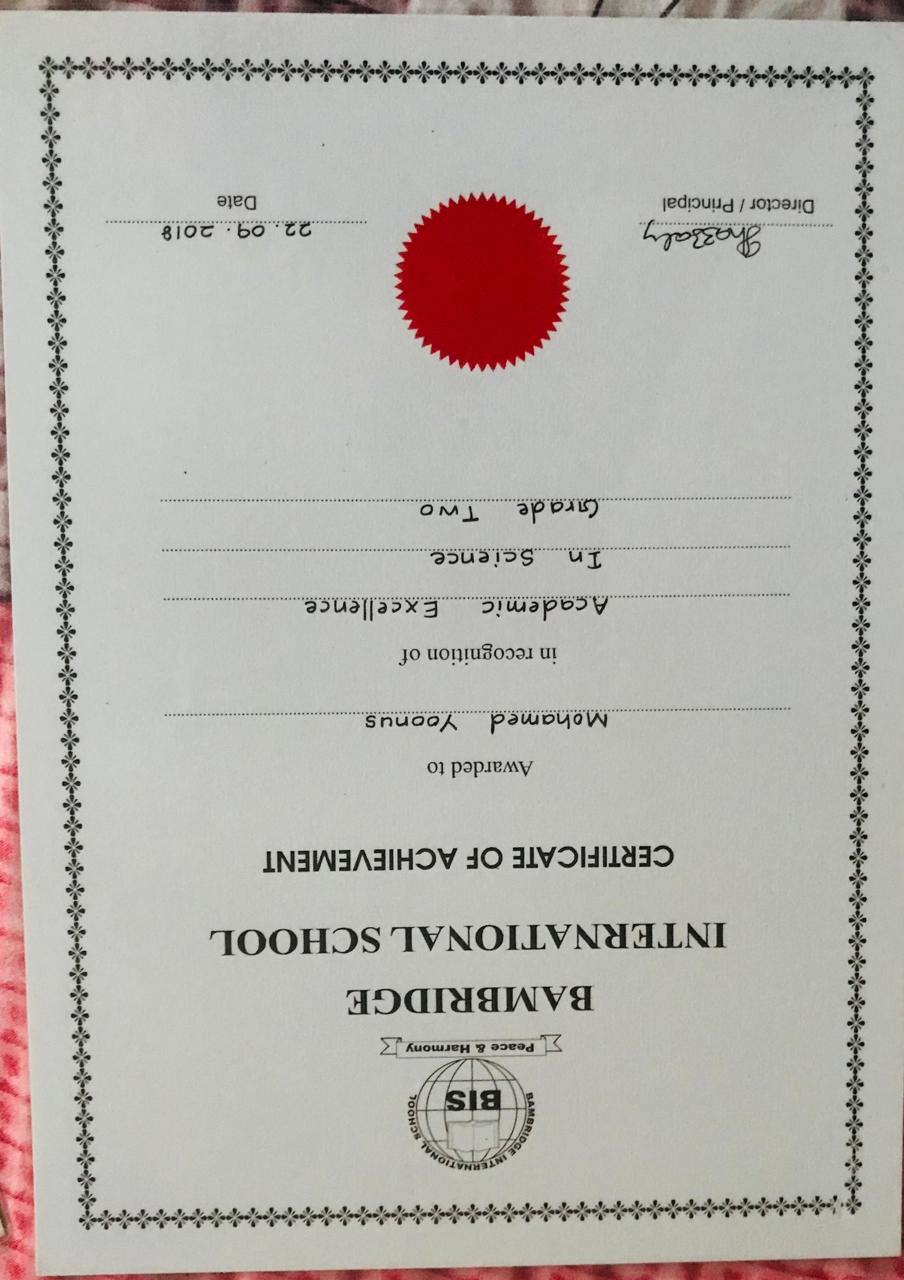 BAMBRIDGE INTERNATIONAL SCHOOL
BIS
Peace & Harmony
BAMBRIDGE
INTERNATIONAL SCHOOL
CERTIFICATE OF ACHIEVEMENT
Awarded to
Mohamed Yoonus
in recognition of
Academic Excellence
In Science
Grade Two
Ghazzaly
22.09.2018
Director / Principal
Date